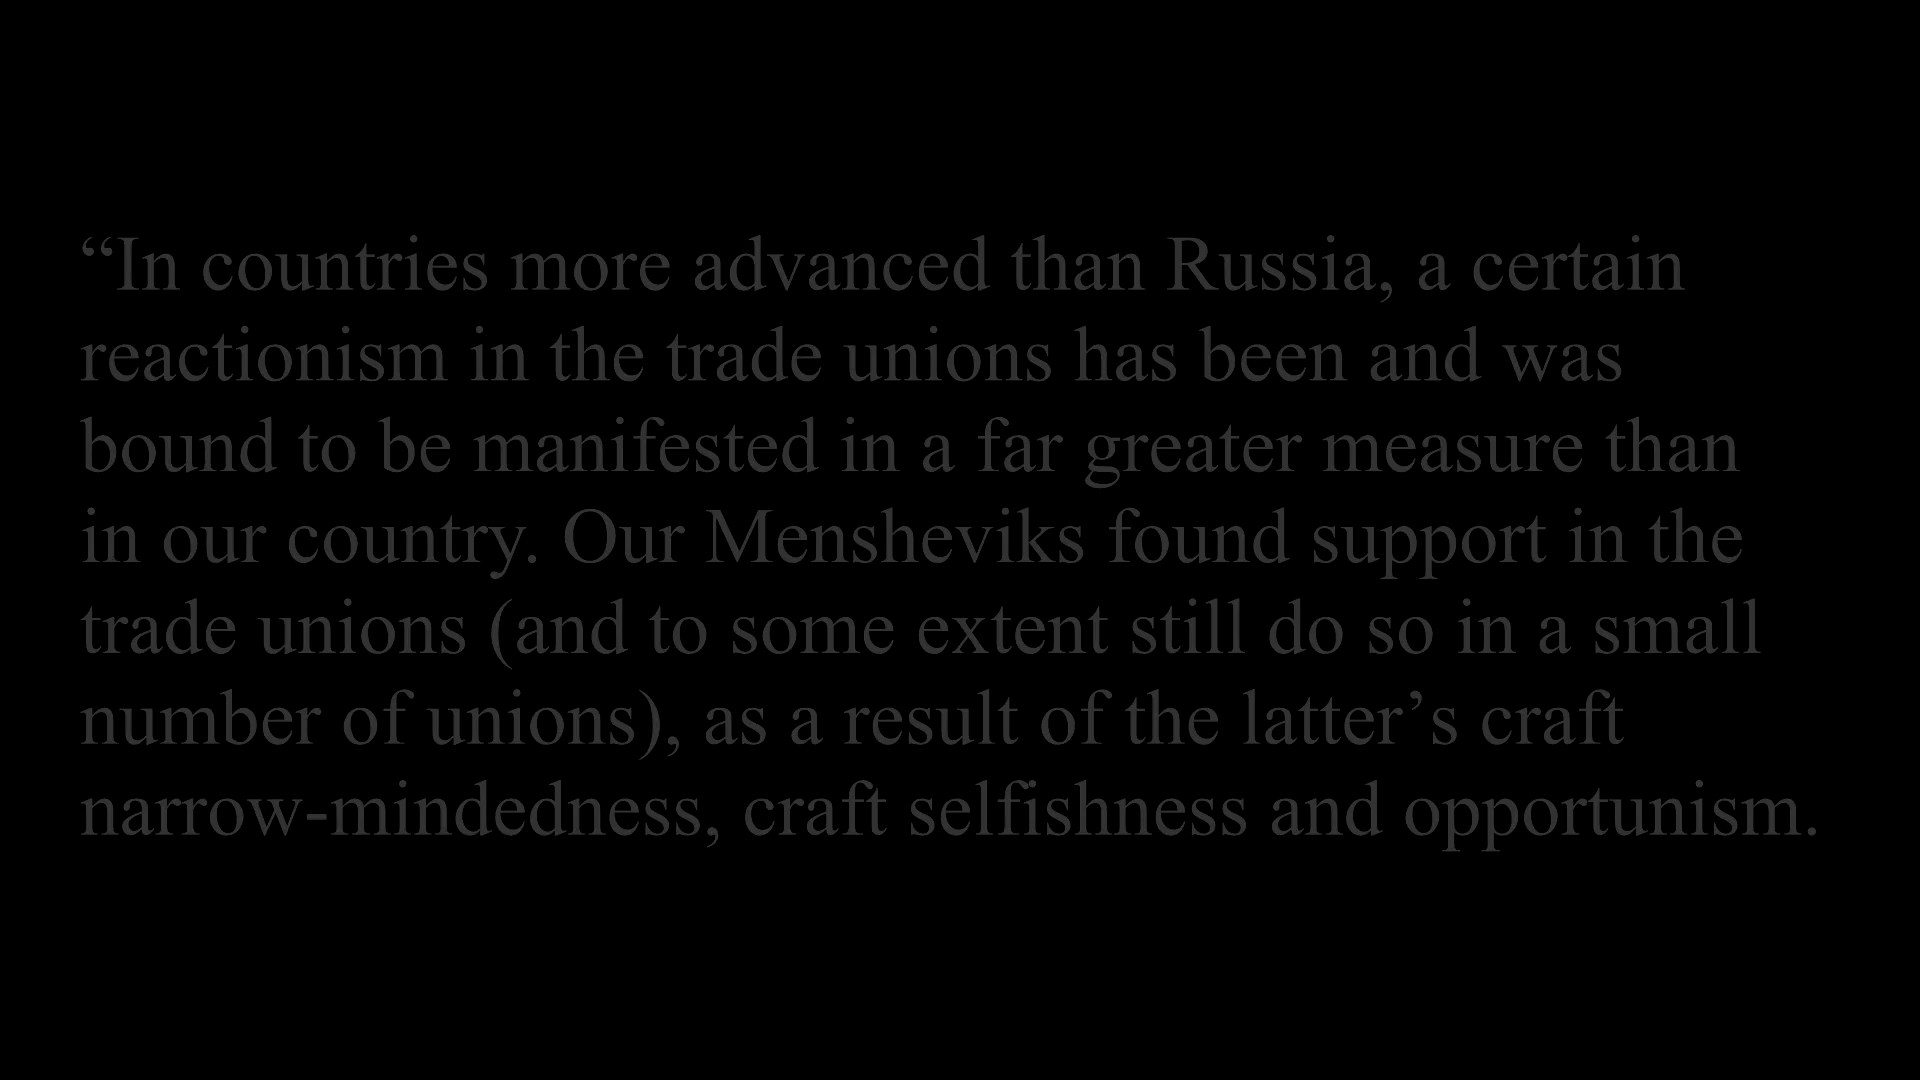 “In countries more advanced than Russia, a certain
reactionism in the trade unions has been and was
bound to be manifested in a far greater measure than
in our country. Our Mensheviks found support in the
trade unions (and to some extent still do so in a small
number of unions), as a result of the latter’s craft
narrow-mindedness, craft selfishness and opportunism.